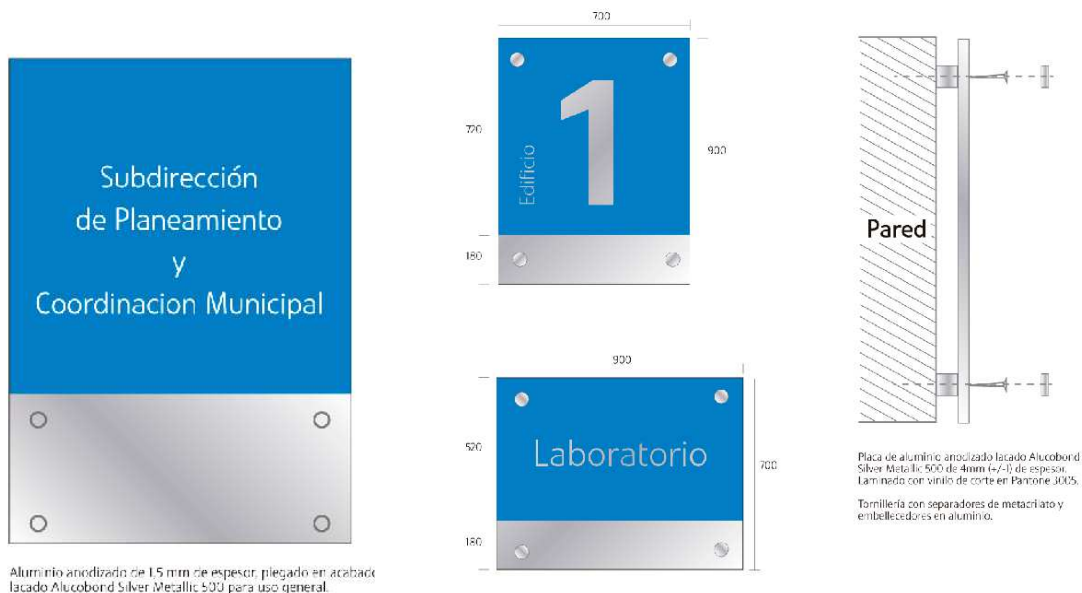 Subdirección
de Planeamiento
y
Coordinacion Municipal
Aluminio anodizado de 1,5 mm de espesor, plegado en acabado
lacado Alucobond Silver Metallic 500 para uso general.
700
720
900
180
Edificio
1
900
520
700
180
Laboratorio
Pared
Placa de aluminio anodizado lacado Alucobond
Silver Metallic 500 de 4mm (+/-1) de espesor.
Laminado con vinilo de corte en Pantone 3005.
Tornillería con separadores de metacrilato y
embellecedores en aluminio.